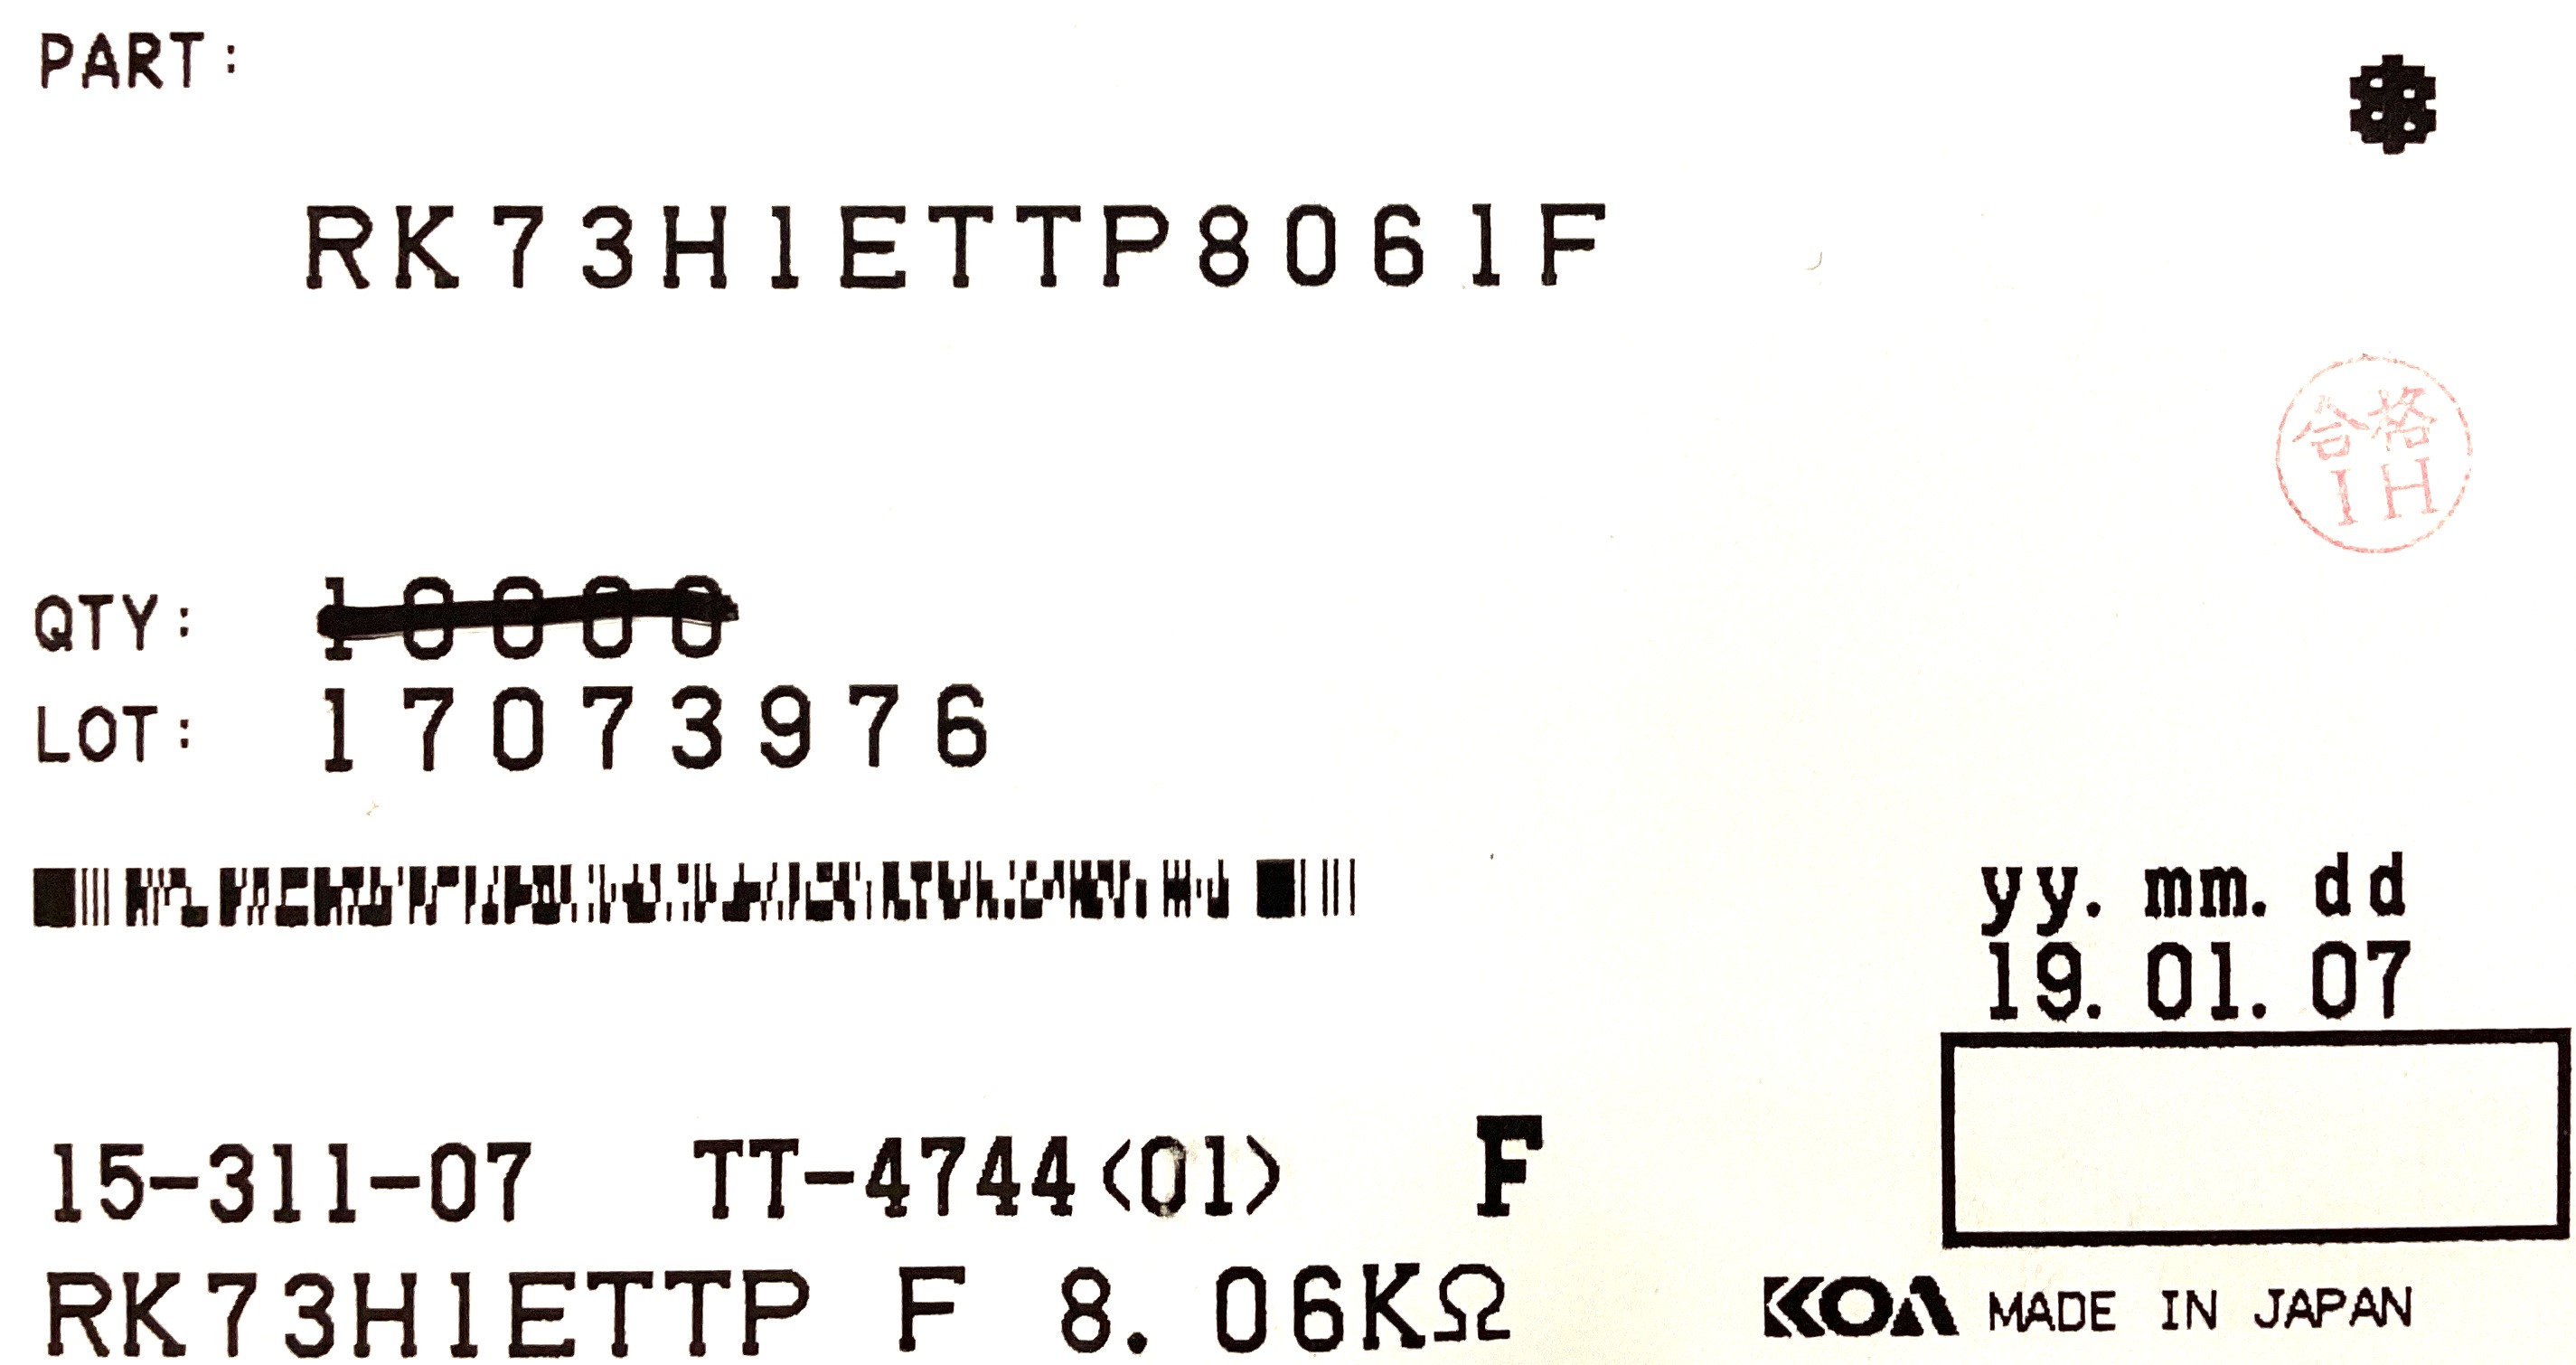 PART:
RK73H1ETTP8061F
合格
IH
QTY: 10000
LOT: 17073976
yy. mm. dd
19. 01. 07
15-311-07 TT-4744<01> F
RK73H1ETTP F 8. 06KΩ
KOA MADE IN JAPAN